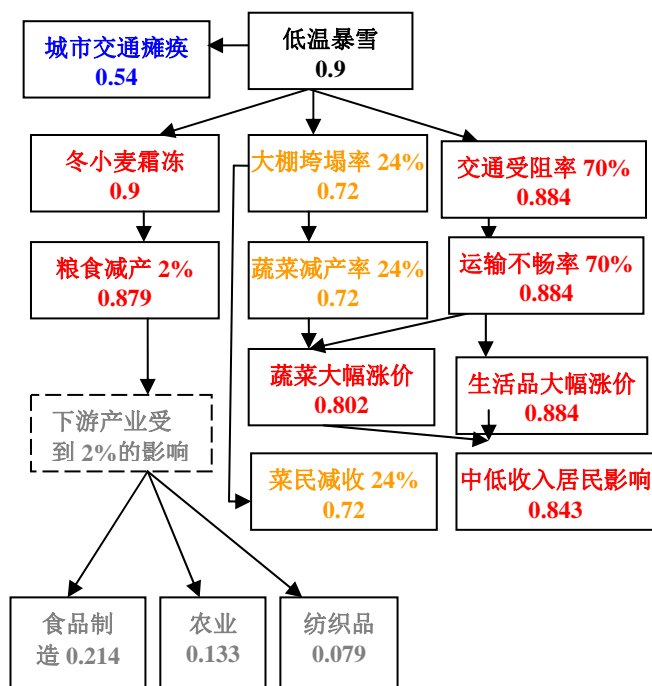 城市交通瘫痪
0.54
低温暴雪
0.9
冬小麦霜冻
0.9
大棚垮塌率 24%
0.72
交通受阻率 70%
0.884
粮食减产 2%
0.879
蔬菜减产率 24%
0.72
运输不畅率 70%
0.884
蔬菜大幅涨价
0.802
生活品大幅涨价
0.884
下游产业受
到 2%的影响
菜民减收 24%
0.72
中低收入居民影响
0.843
食品制
造 0.214
农业
0.133
纺织品
0.079